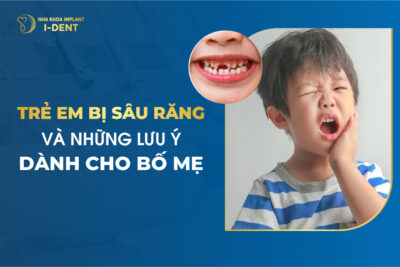 NHA KHOA IMPLANT
I-DENT
TRẺ EM BỊ SÂU RĂNG
VÀ NHỮNG LƯU Ý
DÀNH CHO BỐ MẸ